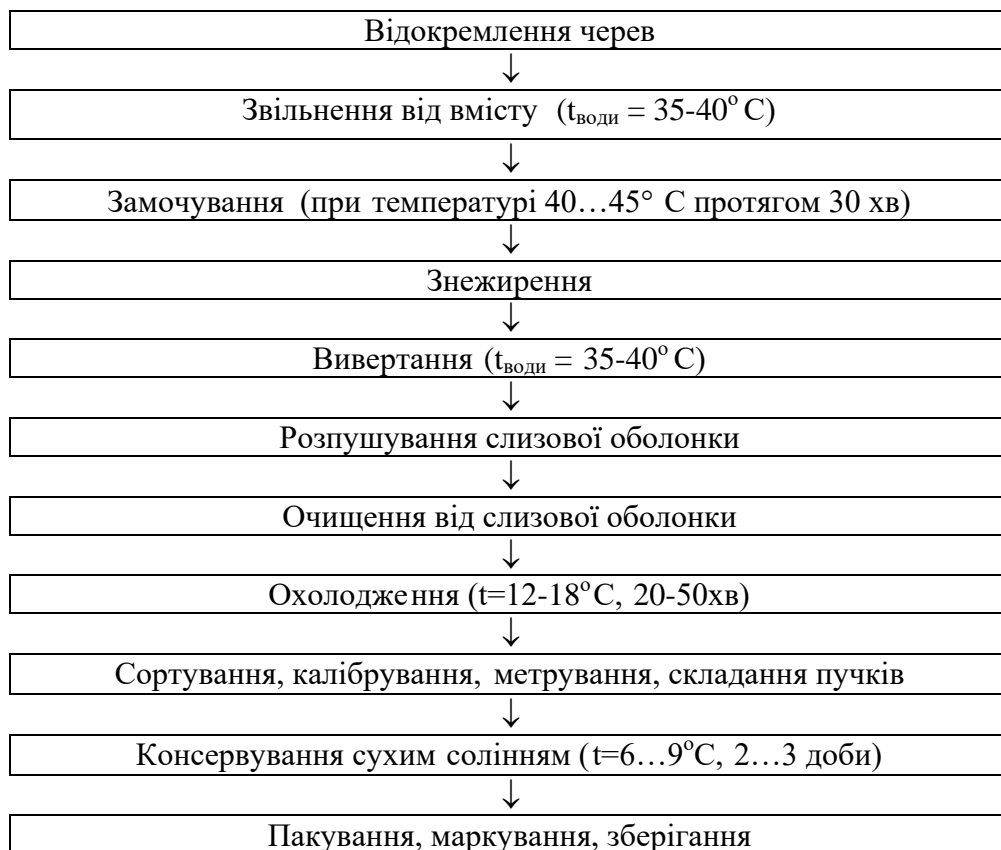 Відокремлення черев
↓
Звільнення від вмісту (tводи = 35-40° С)
↓
Замочування (при температурі 40…45° С протягом 30 хв)
↓
Знежирення
↓
Вивертання (tводи = 35-40° С)
↓
Розпушування слизової оболонки
↓
Очищення від слизової оболонки
↓
Охолодження (t=12-18°С, 20-50хв)
↓
Сортування, калібрування, метрування, складання пучків
↓
Консервування сухим солінням (t=6…9°С, 2…3 доби)
↓
Пакування, маркування, зберігання